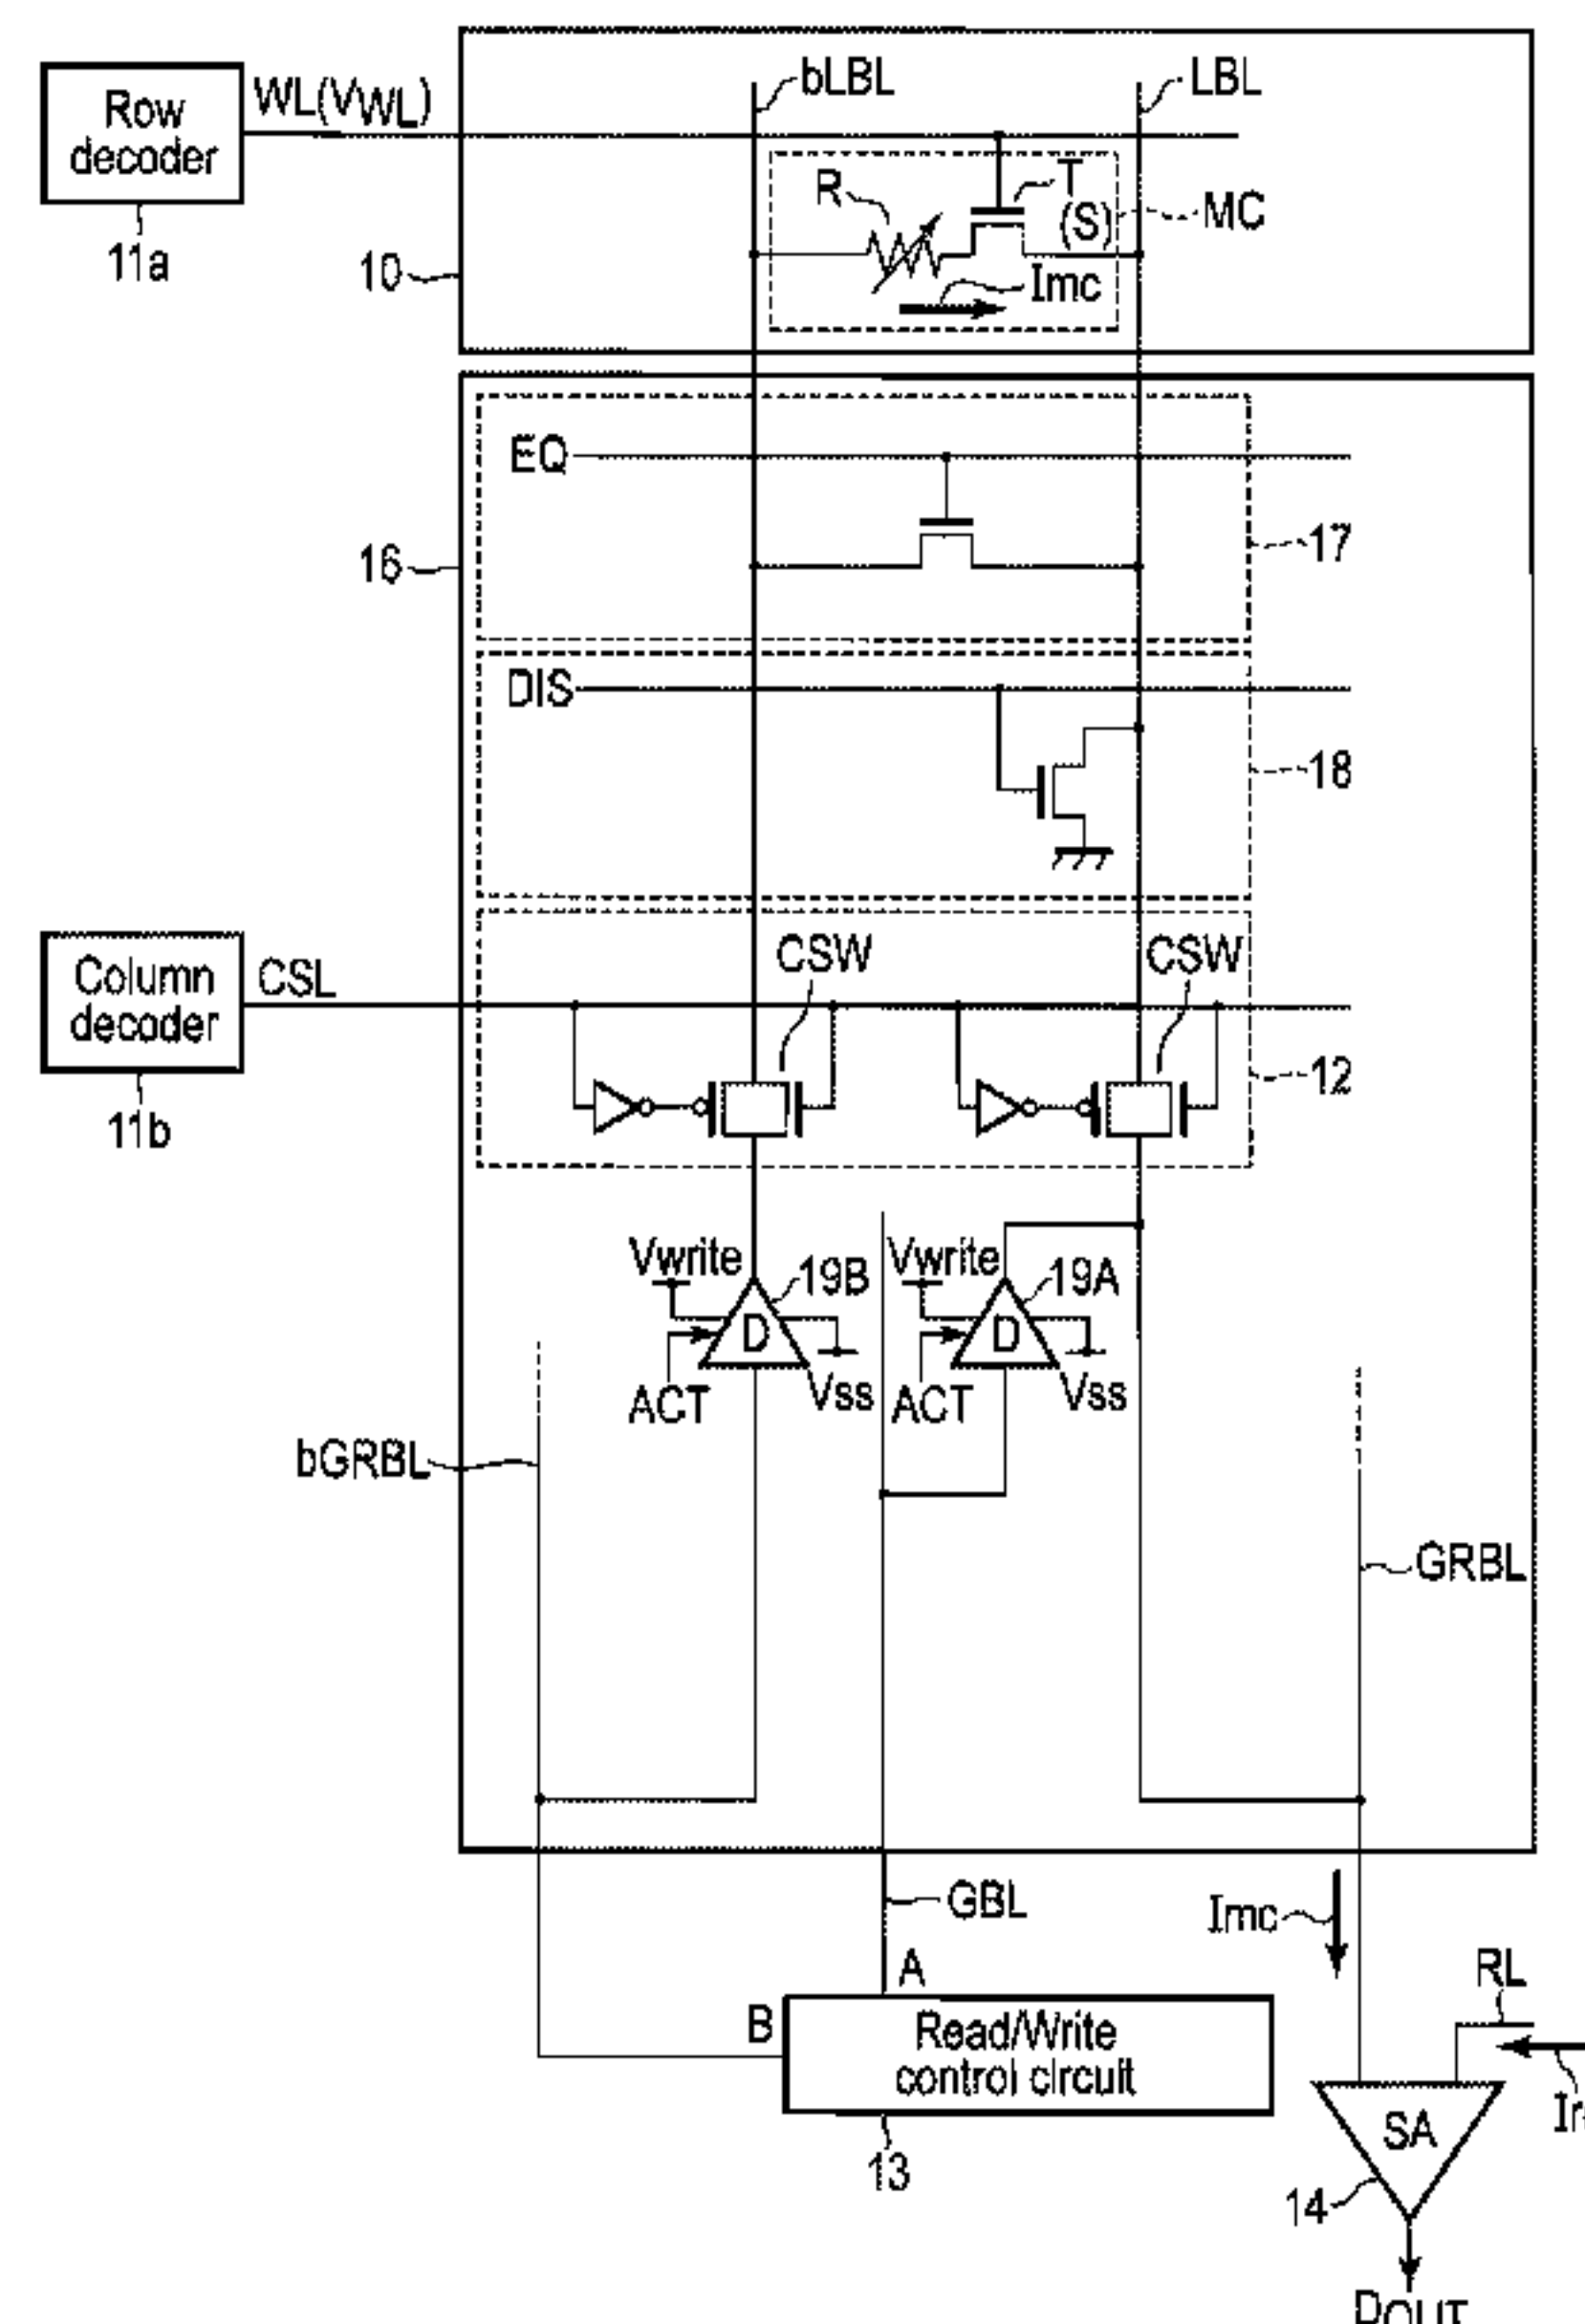 bLBL
LBL
Row
decoder
WL(VWL)
11a
10
R
T
(S)
MC
Imc
EQ
16
17
DIS
18
Column
decoder
CSL
CSW
CSW
11b
12
Vwrite
19B
Vwrite
19A
D
D
ACT
Vss
ACT
Vss
bGRBL
GRBL
GBL
Imc
A
RL
B
Read/Write
control circuit
SA
13
14
DOUT